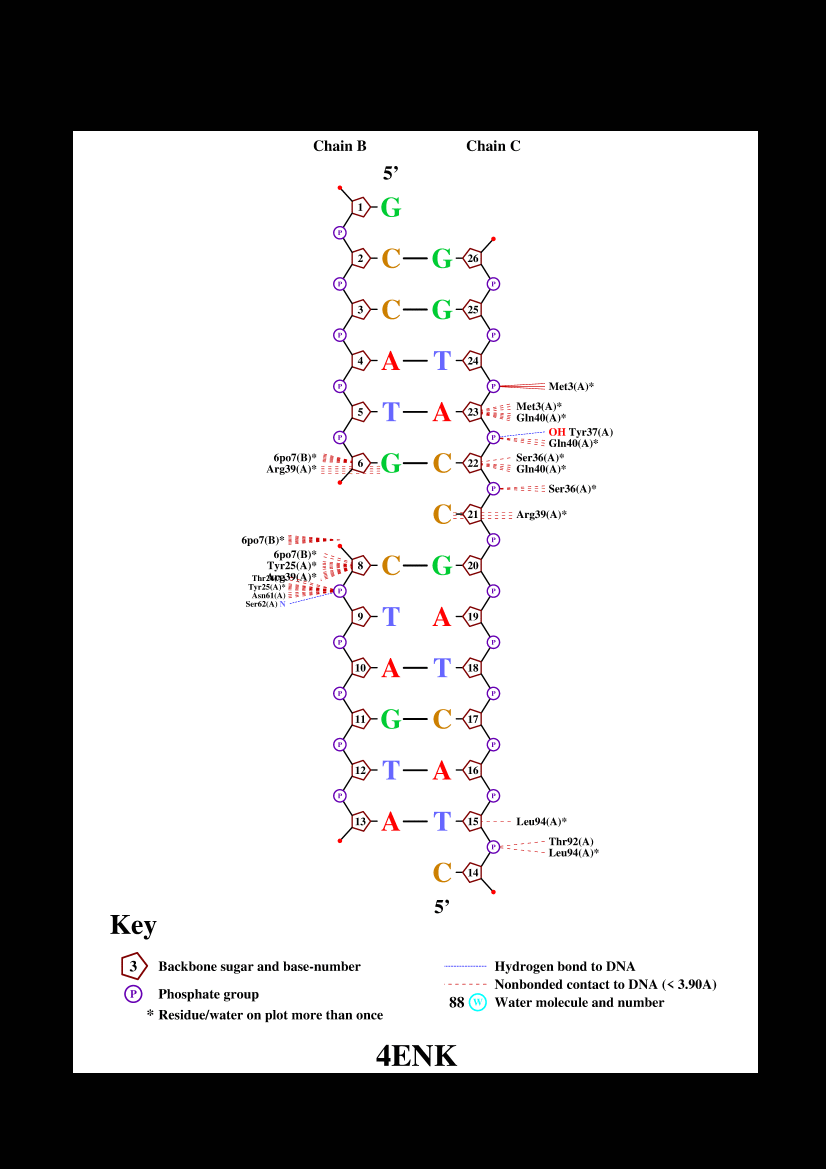 Chain B Chain C
5’
1 G
P
2 C G 26
P P
3 C G 25
P P
4 A T 24
P P Met3(A)*
5 T A 23 Met3(A)*
Gln40(A)*
P P OH Tyr37(A)
Gln40(A)*
6po7(B)* 6 G C 22 Ser36(A)*
Arg39(A)* Gln40(A)*
P Ser36(A)*
C 21 Arg39(A)*
6po7(B)* P
6po7(B)*
Tyr25(A)* 8 C G 20
Arg39(A)*
Tyr25(A)* P P
Asn61(A)
Ser62(A) N
9 T A 19
P P
10 A T 18
P P
11 G C 17
P P
12 T A 16
P P
13 A T 15 Leu94(A)*
P Thr92(A)
Leu94(A)*
C 14
5’
Key
3 Backbone sugar and base-number Hydrogen bond to DNA
Nonbonded contact to DNA (< 3.90A)
P Phosphate group 88 W Water molecule and number
* Residue/water on plot more than once
4ENK